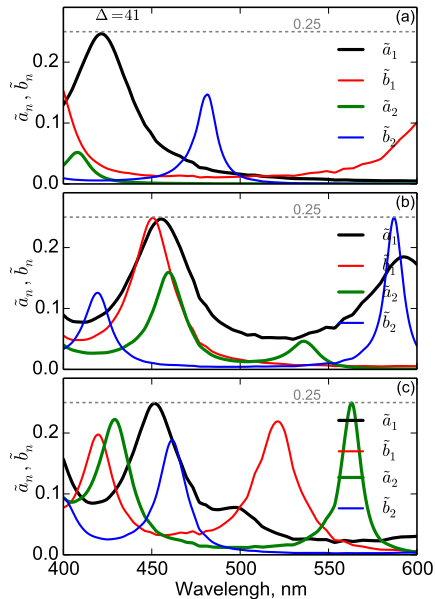 Δ=41
(a)
0.25
ã₁
b̃₁
ã₂
b̃₂
0.2
0.1
0.0
ãₙ, b̃ₙ
(b)
0.25
ã₁
b̃₁
ã₂
b̃₂
0.2
0.1
0.0
ãₙ, b̃ₙ
(c)
0.25
ã₁
b̃₁
ã₂
b̃₂
0.2
0.1
0.0
ãₙ, b̃ₙ
400 450 500 550 600
Wavelengh, nm